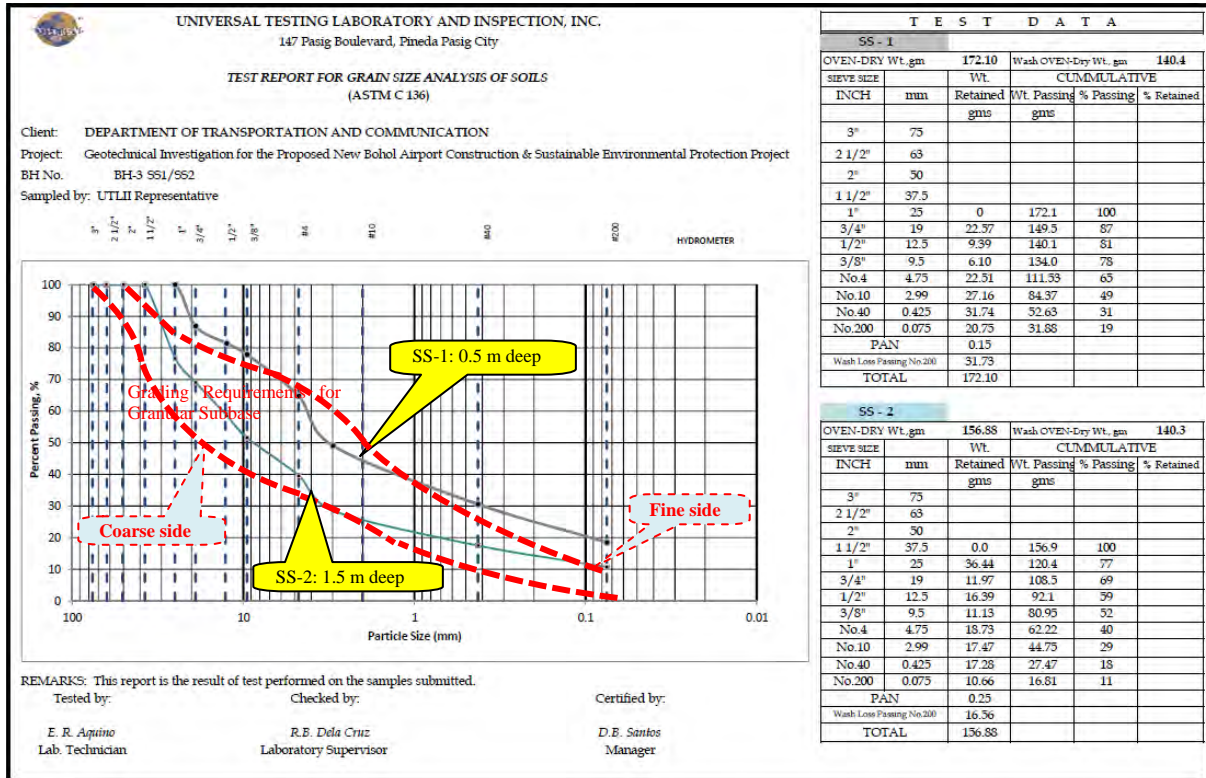 UNIVERSAL TESTING LABORATORY AND INSPECTION, INC.
147 Pasig Boulevard, Pineda Pasig City
TEST REPORT FOR GRAIN SIZE ANALYSIS OF SOILS
(ASTM C 136)
Client: DEPARTMENT OF TRANSPORTATION AND COMMUNICATION
Project: Geotechnical Investigation for the Proposed New Bohol Airport Construction & Sustainable Environmental Protection Project
BH No. BH-3 SS1/SS2
Sampled by: UTLII Representative
3" 2 1/2" 2" 1 1/2" 1" 3/4" 1/2" 3/8" #4 #10 #40 #200 HYDROMETER
100
90
80
70
60
50
40
30
20
10
0
Percent Passing, %
SS-1: 0.5 m deep
Grading Requirements for
Granular Subbase
Coarse side
Fine side
SS-2: 1.5 m deep
100 10 1 0.1 0.01
Particle Size (mm)
REMARKS: This report is the result of test performed on the samples submitted.
Tested by: Checked by: Certified by:
E. R. Aquino R.B. Dela Cruz D.B. Santos
Lab. Technician Laboratory Supervisor Manager
T E S T D A T A
SS - 1
OVEN-DRY Wt.,gm 172.10 Wash OVEN-Dry Wt., gm 140.4
SIEVE SIZE Wt. CUMMULATIVE
INCH mm Retained Wt. Passing % Passing % Retained
gms gms
3" 75
2 1/2" 63
2" 50
1 1/2" 37.5
1" 25 0 172.1 100
3/4" 19 22.57 149.5 87
1/2" 12.5 9.39 140.1 81
3/8" 9.5 6.10 134.0 78
No.4 4.75 22.51 111.53 65
No.10 2.99 27.16 84.37 49
No.40 0.425 31.74 52.63 31
No.200 0.075 20.75 31.88 19
PAN 0.15
Wash Loss Passing No.200 31.73
TOTAL 172.10
SS - 2
OVEN-DRY Wt.,gm 156.88 Wash OVEN-Dry Wt., gm 140.3
SIEVE SIZE Wt. CUMMULATIVE
INCH mm Retained Wt. Passing % Passing % Retained
gms gms
3" 75
2 1/2" 63
2" 50
1 1/2" 37.5 0.0 156.9 100
1" 25 36.44 120.4 77
3/4" 19 11.97 108.5 69
1/2" 12.5 16.39 92.1 59
3/8" 9.5 11.13 80.95 52
No.4 4.75 18.73 62.22 40
No.10 2.99 17.47 44.75 29
No.40 0.425 17.28 27.47 18
No.200 0.075 10.66 16.81 11
PAN 0.25
Wash Loss Passing No.200 16.56
TOTAL 156.88